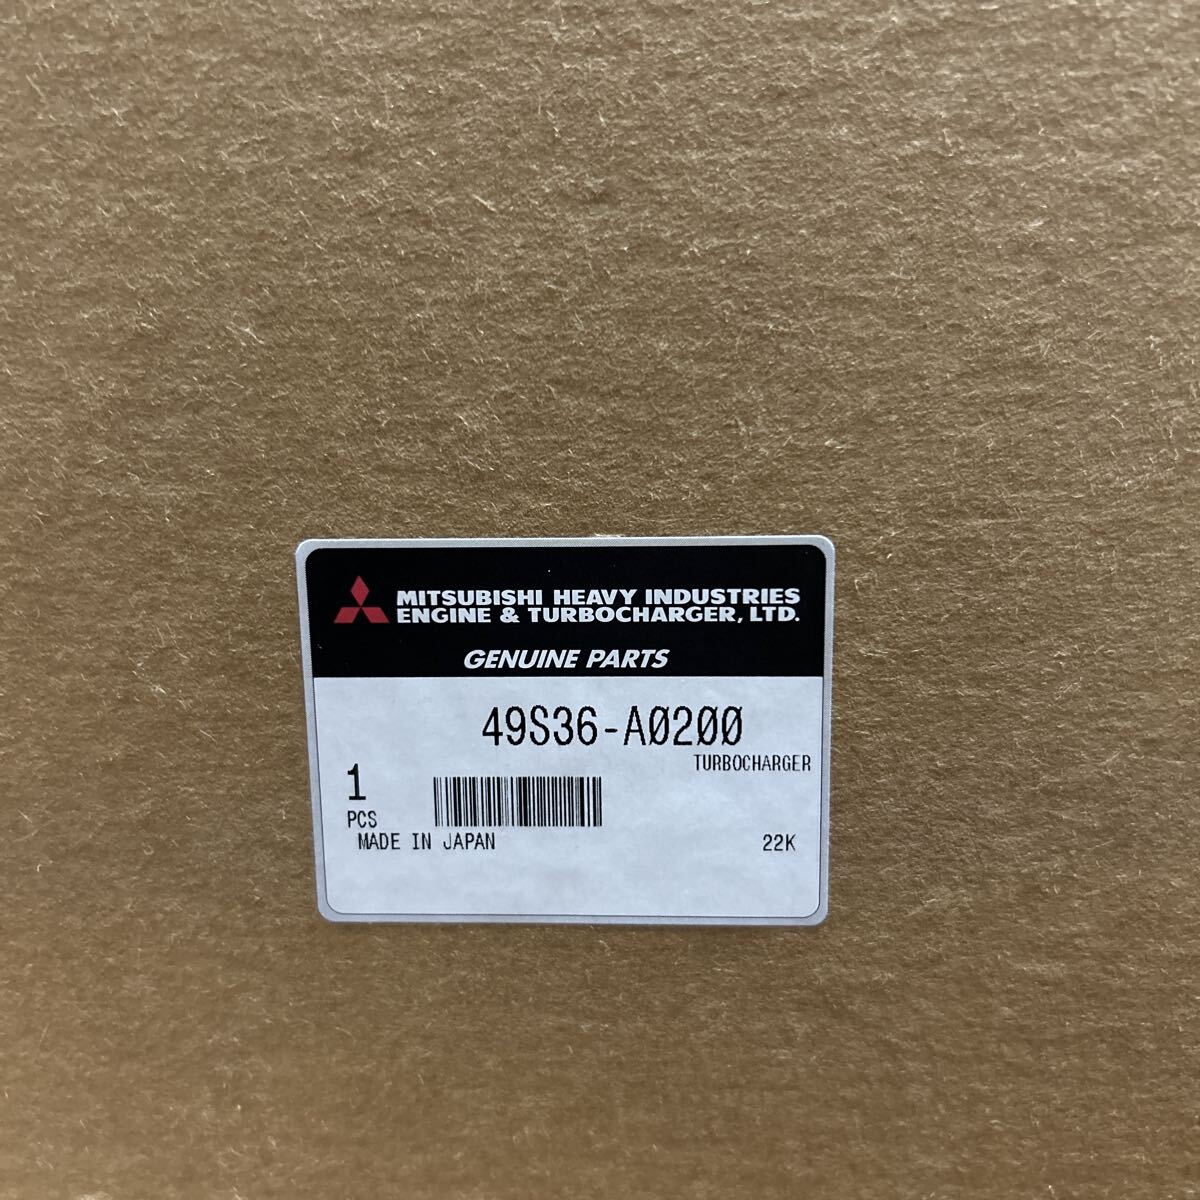 MITSUBISHI HEAVY INDUSTRIES
ENGINE & TURBOCHARGER, LTD.
GENUINE PARTS
49S36-A0200
TURBOCHARGER
1
PCS
MADE IN JAPAN
22K